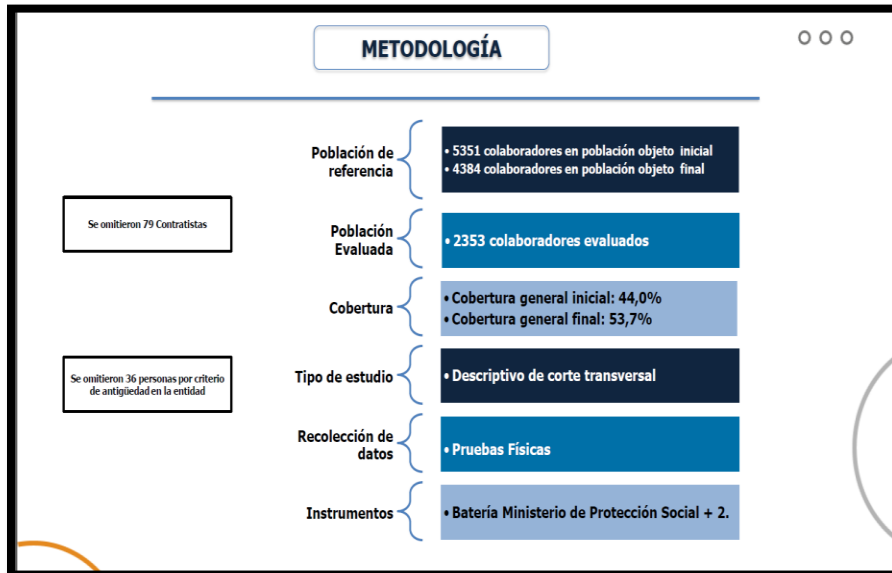 METODOLOGÍA
Población de
referencia
• 5351 colaboradores en población objeto inicial
• 4384 colaboradores en población objeto final
Se omitieron 79 Contratistas
Población
Evaluada
• 2353 colaboradores evaluados
Cobertura
• Cobertura general inicial: 44,0%
• Cobertura general final: 53,7%
Se omitieron 36 personas por criterio
de antigüedad en la entidad
Tipo de estudio
• Descriptivo de corte transversal
Recolección de
datos
• Pruebas Físicas
Instrumentos
• Batería Ministerio de Protección Social + 2.